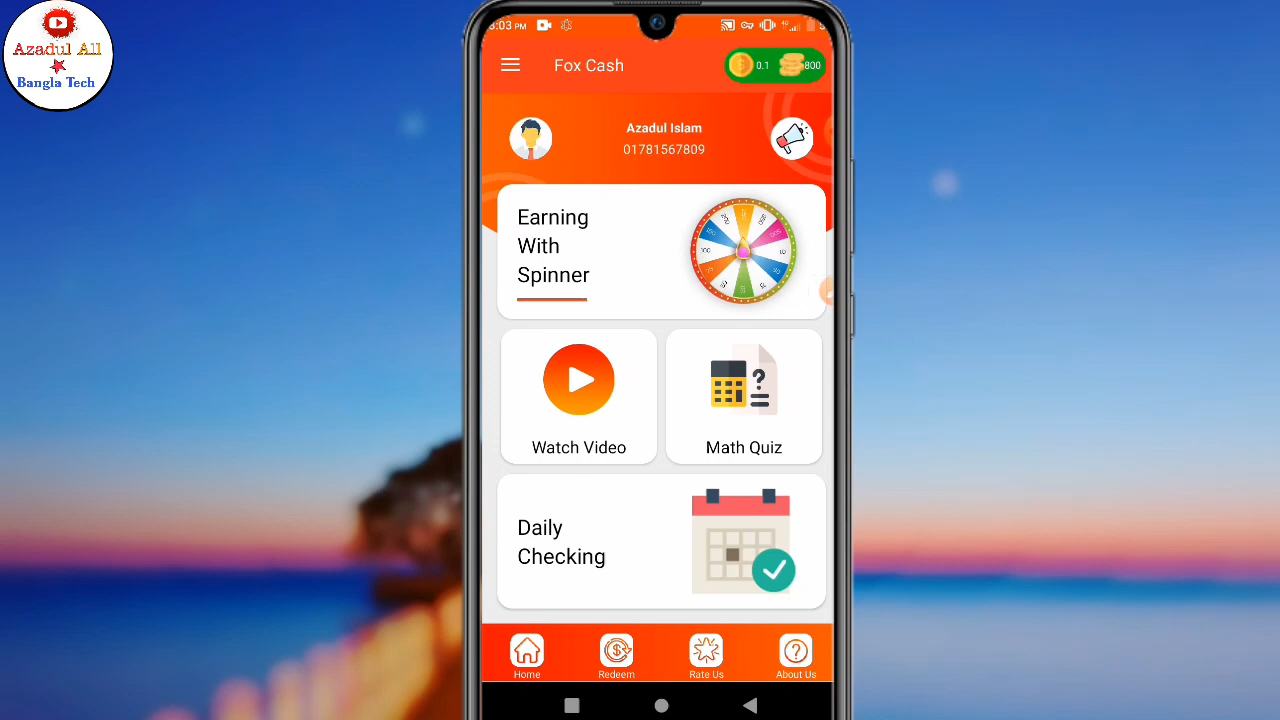 Azadul All
Bangla Tech
:03 PM
Fox Cash
0.1
800
Azadul Islam
01781567809
Earning
With
Spinner
Watch Video
Math Quiz
?
Daily
Checking
Home
Redeem
Rate Us
About Us